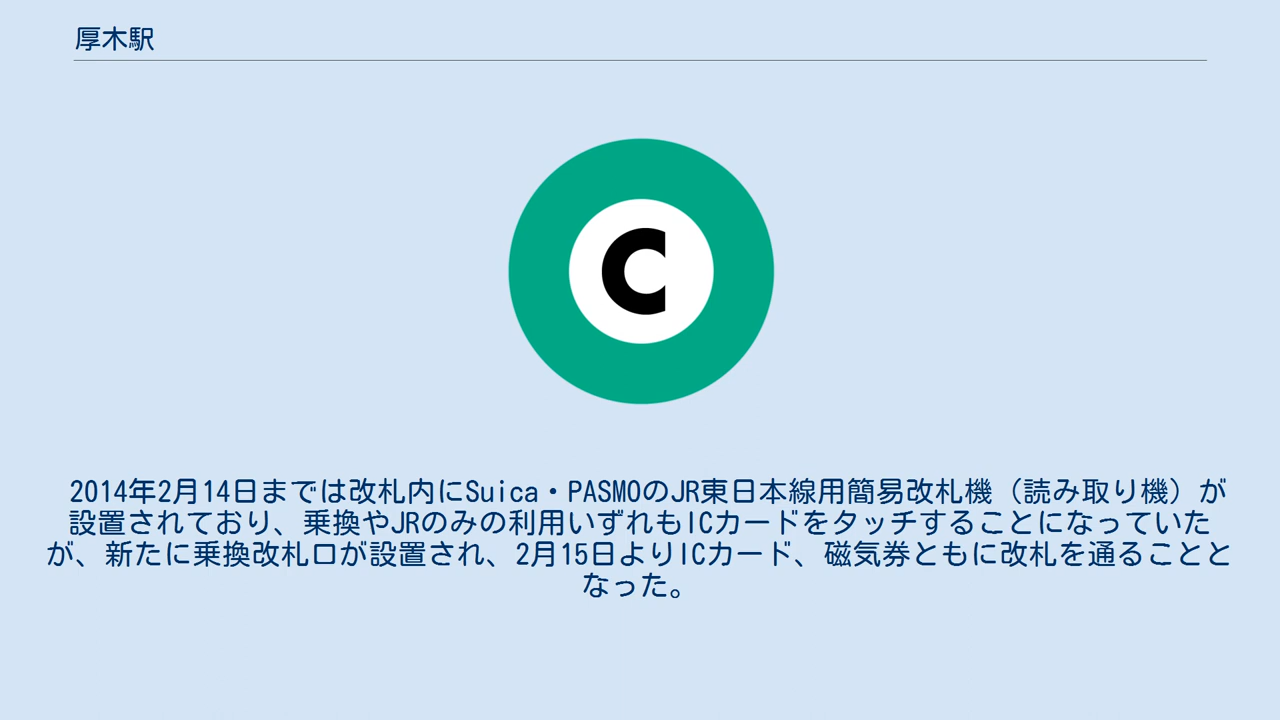 厚木駅
C
2014年2月14日までは改札内にSuica・PASMOのJR東日本線用簡易改札機（読み取り機）が
設置されており、乗換やJRのみの利用いずれもICカードをタッチすることになっていた
が、新たに乗換改札口が設置され、2月15日よりICカード、磁気券ともに改札を通ることと
なった。